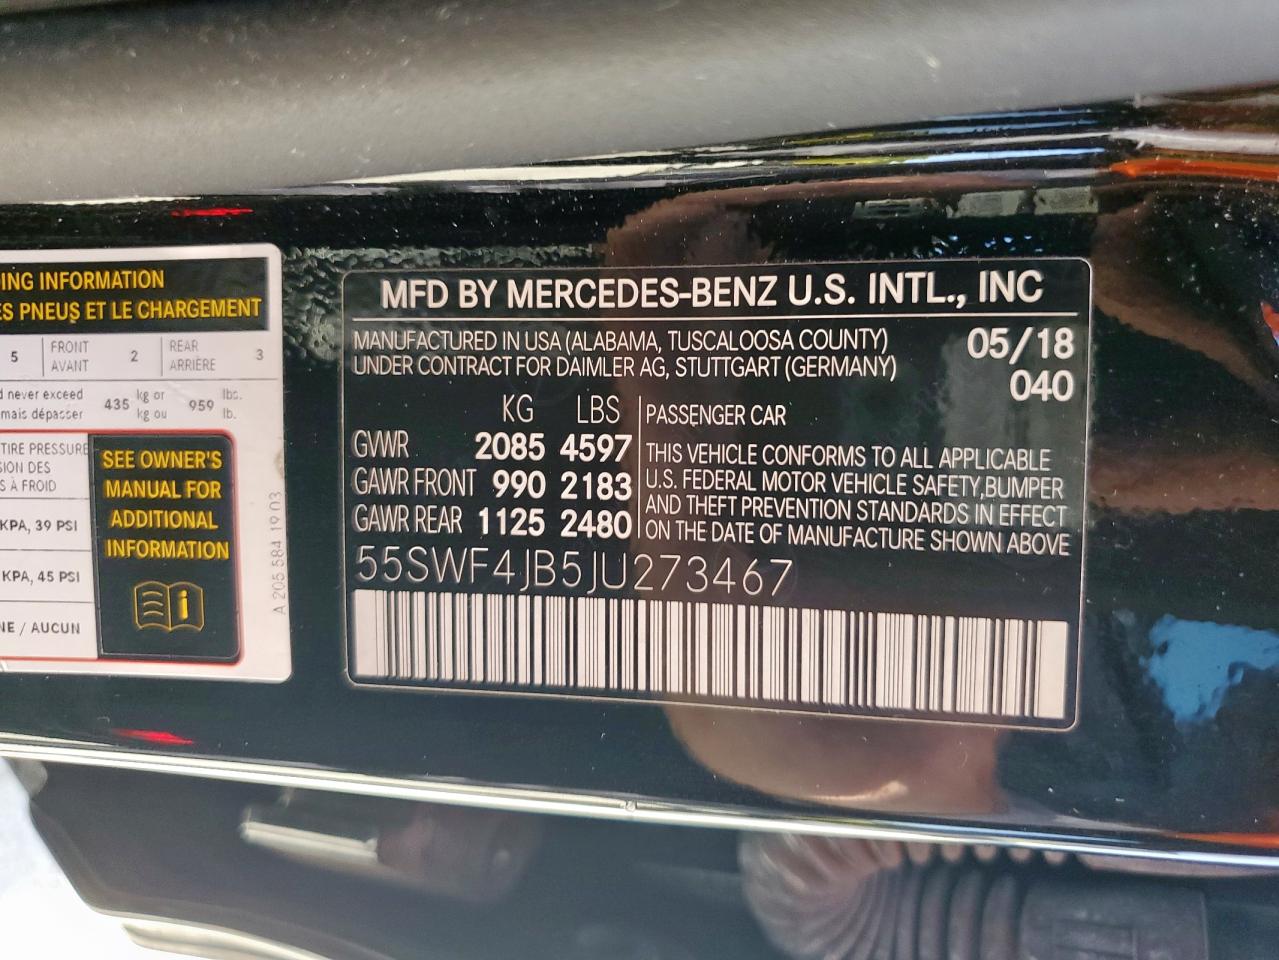 ING INFORMATION
PNEUS ET LE CHARGEMENT
5 FRONT AVANT 2 REAR ARRIÈRE 3
never exceed 435 kg or 959 lbs.
mais dépasser kg ou lb.
TIRE PRESSURE
SION DES
S À FROID
KPA, 39 PSI
KPA, 45 PSI
NE / AUCUN
SEE OWNER'S
MANUAL FOR
ADDITIONAL
INFORMATION
A 205 584 19 03
MFD BY MERCEDES-BENZ U.S. INTL., INC
MANUFACTURED IN USA (ALABAMA, TUSCALOOSA COUNTY) 05/18
UNDER CONTRACT FOR DAIMLER AG, STUTTGART (GERMANY) 040
KG LBS
GWWR 2085 4597
GAWR FRONT 990 2183
GAWR REAR 1125 2480
PASSENGER CAR
THIS VEHICLE CONFORMS TO ALL APPLICABLE
U.S. FEDERAL MOTOR VEHICLE SAFETY,BUMPER
AND THEFT PREVENTION STANDARDS IN EFFECT
ON THE DATE OF MANUFACTURE SHOWN ABOVE
55SWF4JB5JU273467